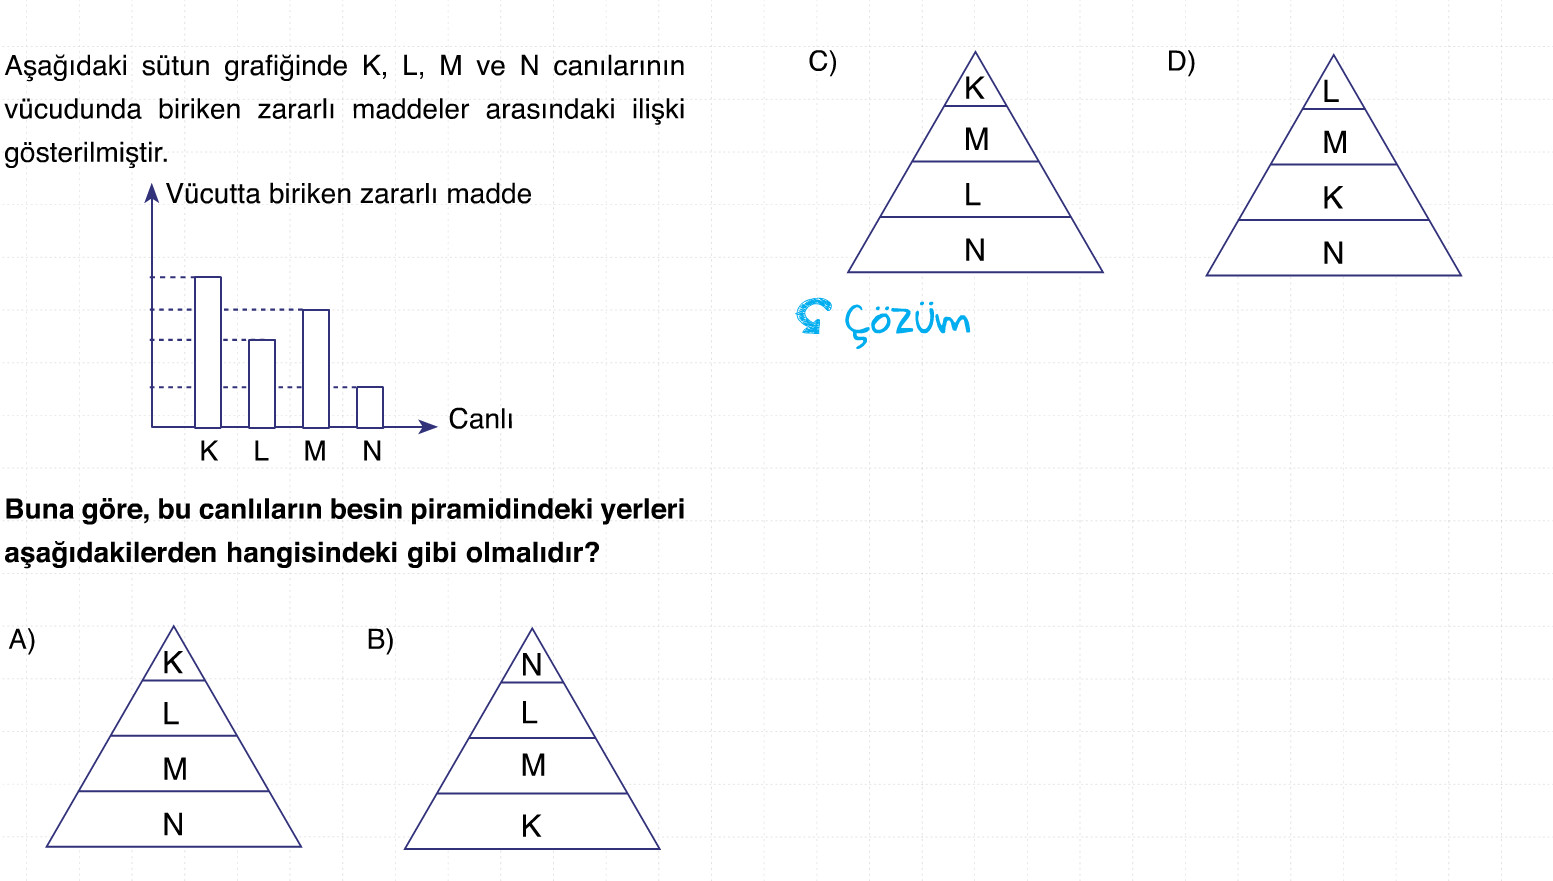 Aşağıdaki sütun grafiğinde K, L, M ve N canılarının
vücudunda biriken zararlı maddeler arasındaki ilişki
gösterilmiştir.
Vücutta biriken zararlı madde
Canlı
K L M N
Buna göre, bu canlıların besin piramidindeki yerleri
aşağıdakilerden hangisindeki gibi olmalıdır?
A)
K
L
M
N
B)
N
L
M
K
C)
K
M
L
N
D)
L
M
K
N
Çözüm